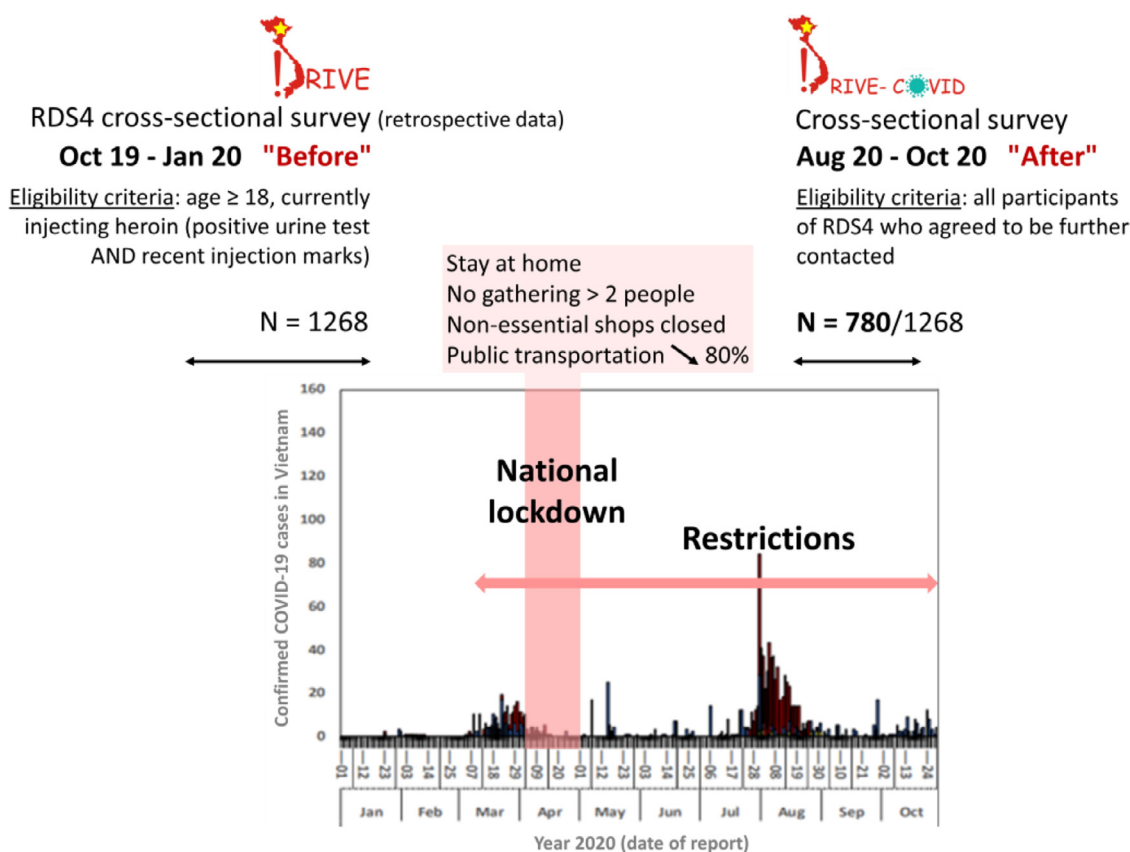 !DRIVE
RDS4 cross-sectional survey (retrospective data)
Oct 19 - Jan 20 "Before"
Eligibility criteria: age ≥ 18, currently
injecting heroin (positive urine test
AND recent injection marks)
N = 1268
!DRIVE- COVID
Cross-sectional survey
Aug 20 - Oct 20 "After"
Eligibility criteria: all participants
of RDS4 who agreed to be further
contacted
N = 780/1268
Stay at home
No gathering > 2 people
Non-essential shops closed
Public transportation ↘ 80%
Confirmed COVID-19 cases in Vietnam
160
140
120
100
80
60
40
20
0
National
lockdown
Restrictions
01 12 23 03 14 25 07 18 29 09 20 01 12 23 03 14 25 06 17 28 08 19 30 10 21 02 13 24
Jan Feb Mar Apr May Jun Jul Aug Sep Oct
Year 2020 (date of report)